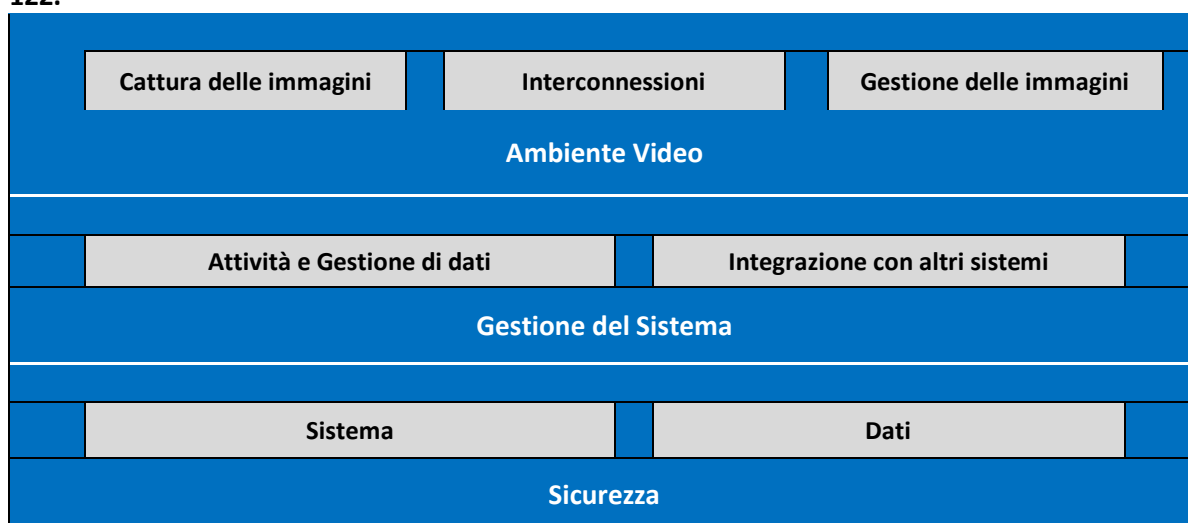 122.
Cattura delle immagini
Interconnessioni
Gestione delle immagini
Ambiente Video
Attività e Gestione di dati
Integrazione con altri sistemi
Gestione del Sistema
Sistema
Dati
Sicurezza